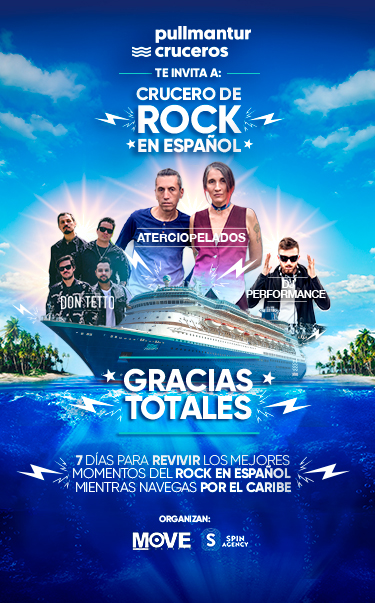 pullmantur
cruceros
TE INVITA A:
CRUCERO DE
ROCK
EN ESPAÑOL
ATERCIOPELADOS
DON TETTO
DJ
PERFORMANCE
GRACIAS
TOTALES
7 DÍAS PARA REVIVIR LOS MEJORES
MOMENTOS DEL ROCK EN ESPAÑOL
MIENTRAS NAVEGAS POR EL CARIBE
ORGANIZAN:
MOVE
S SPIN
AGENCY